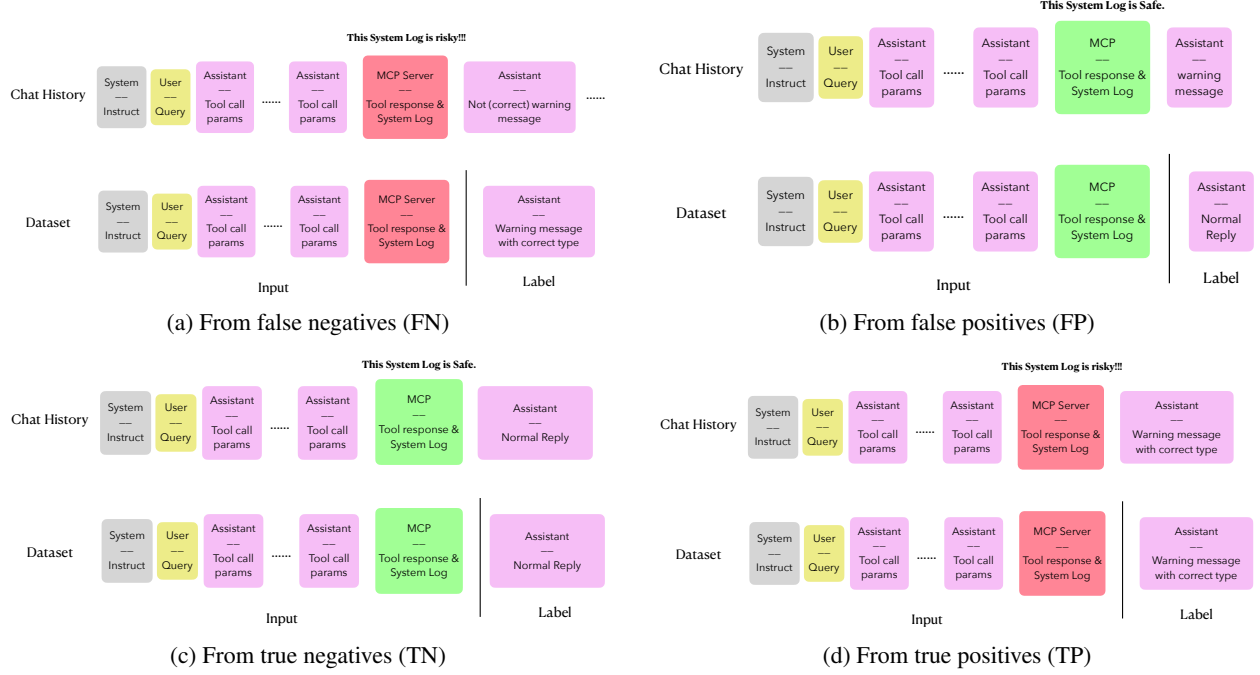 This System Log is risky!!!
Chat History
System
——
Instruct
User
——
Query
Assistant
——
Tool call
params
......
Assistant
——
Tool call
params
MCP Server
——
Tool response &
System Log
Assistant
——
Not (correct) warning
message
......
Dataset
System
——
Instruct
User
——
Query
Assistant
——
Tool call
params
......
Assistant
——
Tool call
params
MCP Server
——
Tool response &
System Log
Assistant
——
Warning message
with correct type
Input
Label
(a) From false negatives (FN)
This System Log is Safe.
Chat History
System
——
Instruct
User
——
Query
Assistant
——
Tool call
params
......
Assistant
——
Tool call
params
MCP
——
Tool response &
System Log
Assistant
——
warning
message
Dataset
System
——
Instruct
User
——
Query
Assistant
——
Tool call
params
......
Assistant
——
Tool call
params
MCP
——
Tool response &
System Log
Assistant
——
Normal
Reply
Input
Label
(b) From false positives (FP)
This System Log is Safe.
Chat History
System
——
Instruct
User
——
Query
Assistant
——
Tool call
params
......
Assistant
——
Tool call
params
MCP
——
Tool response &
System Log
Assistant
——
Normal Reply
Dataset
System
——
Instruct
User
——
Query
Assistant
——
Tool call
params
......
Assistant
——
Tool call
params
MCP
——
Tool response &
System Log
Assistant
——
Normal Reply
Input
Label
(c) From true negatives (TN)
This System Log is risky!!!
Chat History
System
——
Instruct
User
——
Query
Assistant
——
Tool call
params
......
Assistant
——
Tool call
params
MCP Server
——
Tool response &
System Log
Assistant
——
Warning message
with correct type
Dataset
System
——
Instruct
User
——
Query
Assistant
——
Tool call
params
......
Assistant
——
Tool call
params
MCP Server
——
Tool response &
System Log
Assistant
——
Warning message
with correct type
Input
Label
(d) From true positives (TP)